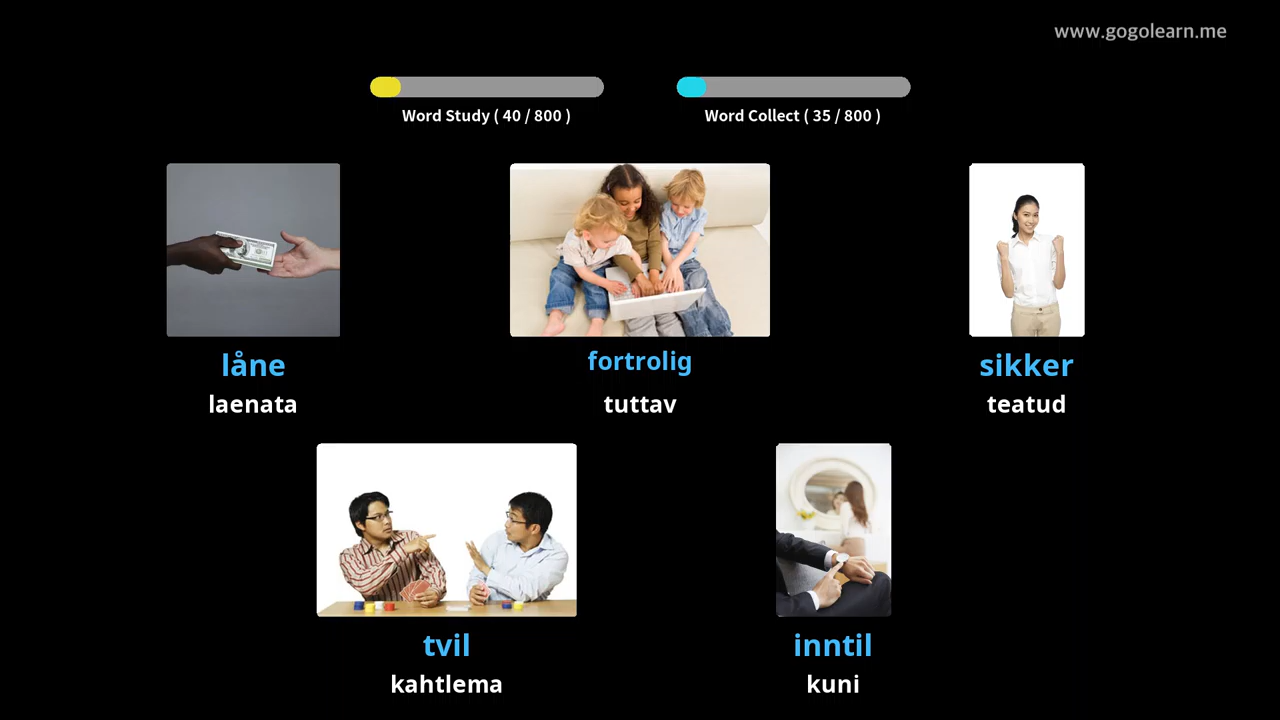 www.gogolearn.me
Word Study ( 40 / 800 )
Word Collect ( 35 / 800 )
låne
fortrolig
sikker
laenata
tuttav
teatud
tvil
inntil
kahtlema
kuni